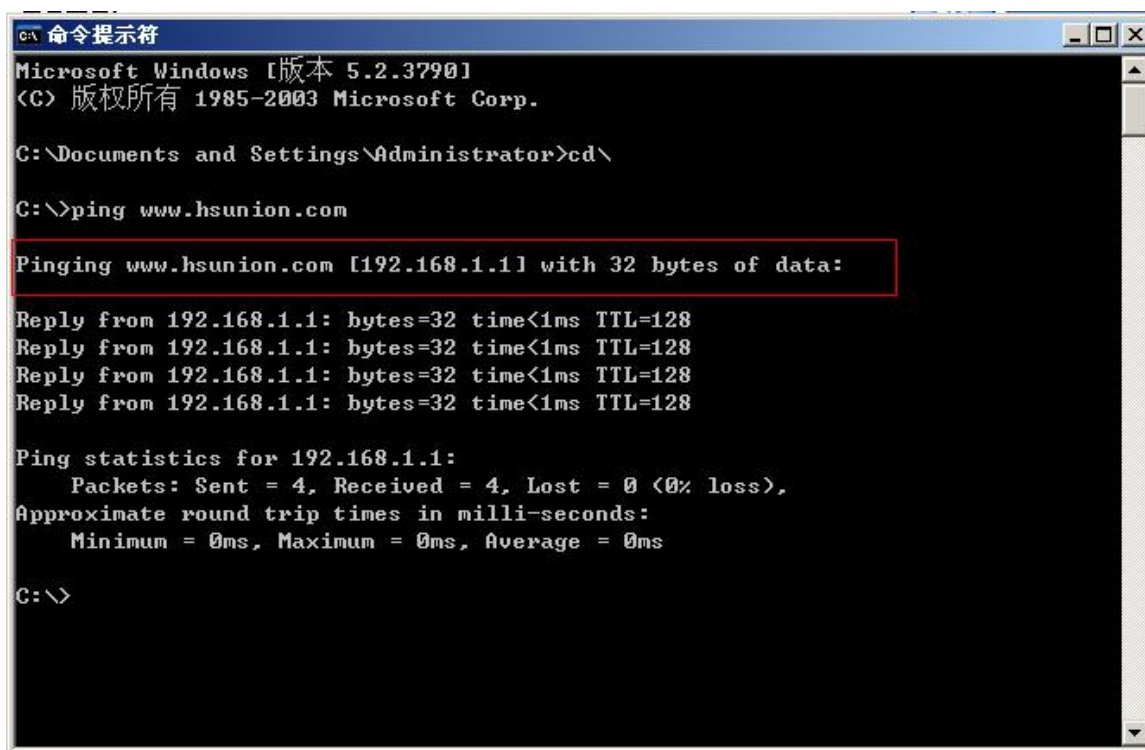 命令提示符
Microsoft Windows [版本 5.2.3790]
(C) 版权所有 1985-2003 Microsoft Corp.
C:\Documents and Settings\Administrator>cd\
C:\>ping www.hsunion.com
Pinging www.hsunion.com [192.168.1.1] with 32 bytes of data:
Reply from 192.168.1.1: bytes=32 time<1ms TTL=128
Reply from 192.168.1.1: bytes=32 time<1ms TTL=128
Reply from 192.168.1.1: bytes=32 time<1ms TTL=128
Reply from 192.168.1.1: bytes=32 time<1ms TTL=128
Ping statistics for 192.168.1.1:
    Packets: Sent = 4, Received = 4, Lost = 0 (0% loss),
Approximate round trip times in milli-seconds:
    Minimum = 0ms, Maximum = 0ms, Average = 0ms
C:\>